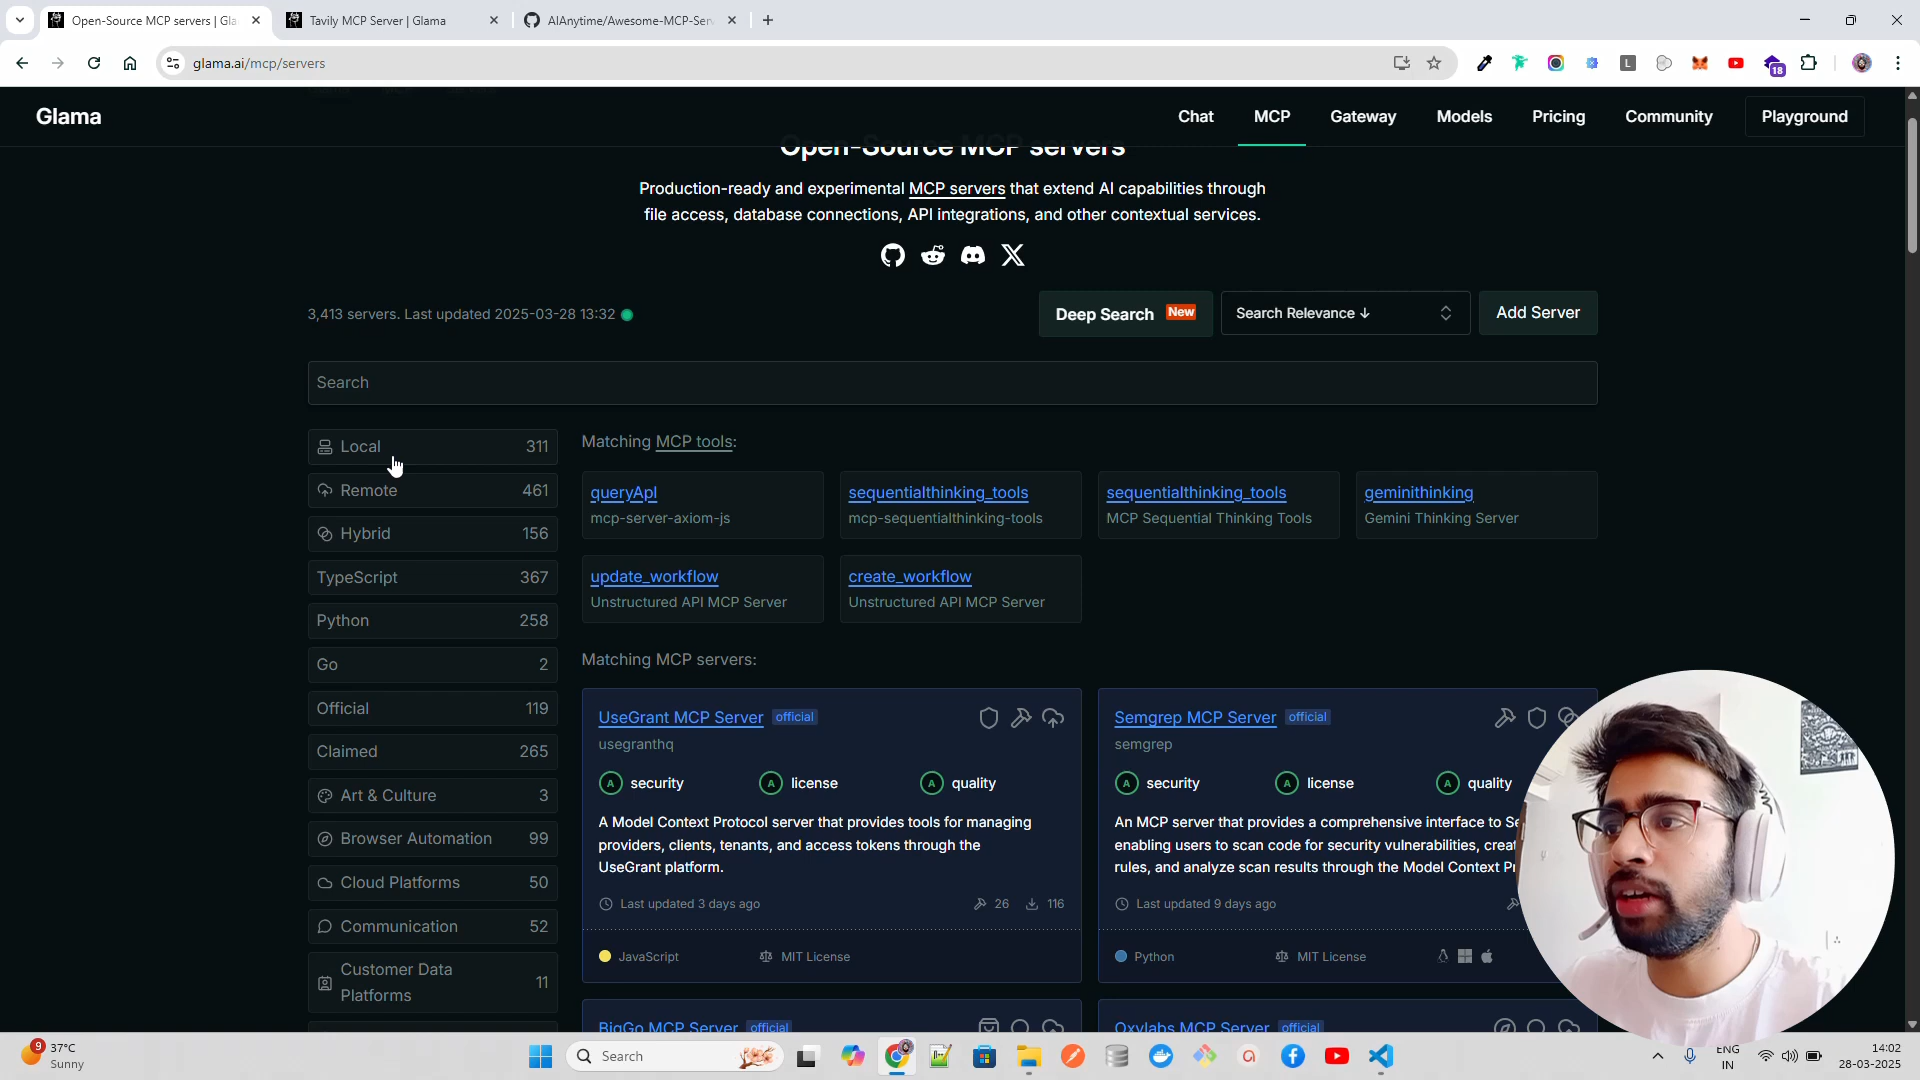 Open-Source MCP servers | Gla
Tavily MCP Server | Glama
AIAnytime/Awesome-MCP-Serv
glama.ai/mcp/servers
L
18
Glama
Chat
MCP
Gateway
Models
Pricing
Community
Playground
Open-Source MCP servers
Production-ready and experimental MCP servers that extend AI capabilities through
file access, database connections, API integrations, and other contextual services.
3,413 servers. Last updated 2025-03-28 13:32
Deep Search New
Search Relevance ↓
Add Server
Search
Local 311
Remote 461
Hybrid 156
TypeScript 367
Python 258
Go 2
Official 119
Claimed 265
Art & Culture 3
Browser Automation 99
Cloud Platforms 50
Communication 52
Customer Data
Platforms
11
Matching MCP tools:
queryApl
mcp-server-axiom-js
sequentialthinking_tools
mcp-sequentialthinking-tools
sequentialthinking_tools
MCP Sequential Thinking Tools
geminithinking
Gemini Thinking Server
update_workflow
Unstructured API MCP Server
create_workflow
Unstructured API MCP Server
Matching MCP servers:
UseGrant MCP Server official
usegranthq
A security A license A quality
A Model Context Protocol server that provides tools for managing
providers, clients, tenants, and access tokens through the
UseGrant platform.
Last updated 3 days ago 26 116
JavaScript MIT License
Semgrep MCP Server official
semgrep
A security A license A quality
An MCP server that provides a comprehensive interface to Se
enabling users to scan code for security vulnerabilities, creat
rules, and analyze scan results through the Model Context Pr
Last updated 9 days ago
Python MIT License
BigGo MCP Server official
Oxylabs MCP Server official
9
37°C
Sunny
Search
ENG
IN
14:02
28-03-2025